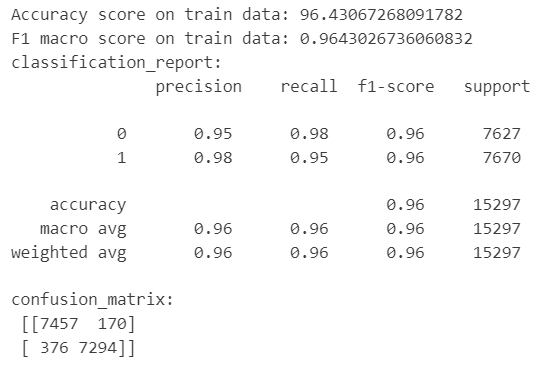 Accuracy score on train data: 96.43067268091782
F1 macro score on train data: 0.9643026736060832
classification_report:
precision recall f1-score support
0 0.95 0.98 0.96 7627
1 0.98 0.95 0.96 7670
accuracy 0.96 15297
macro avg 0.96 0.96 0.96 15297
weighted avg 0.96 0.96 0.96 15297
confusion_matrix:
[[7457 170]
[ 376 7294]]